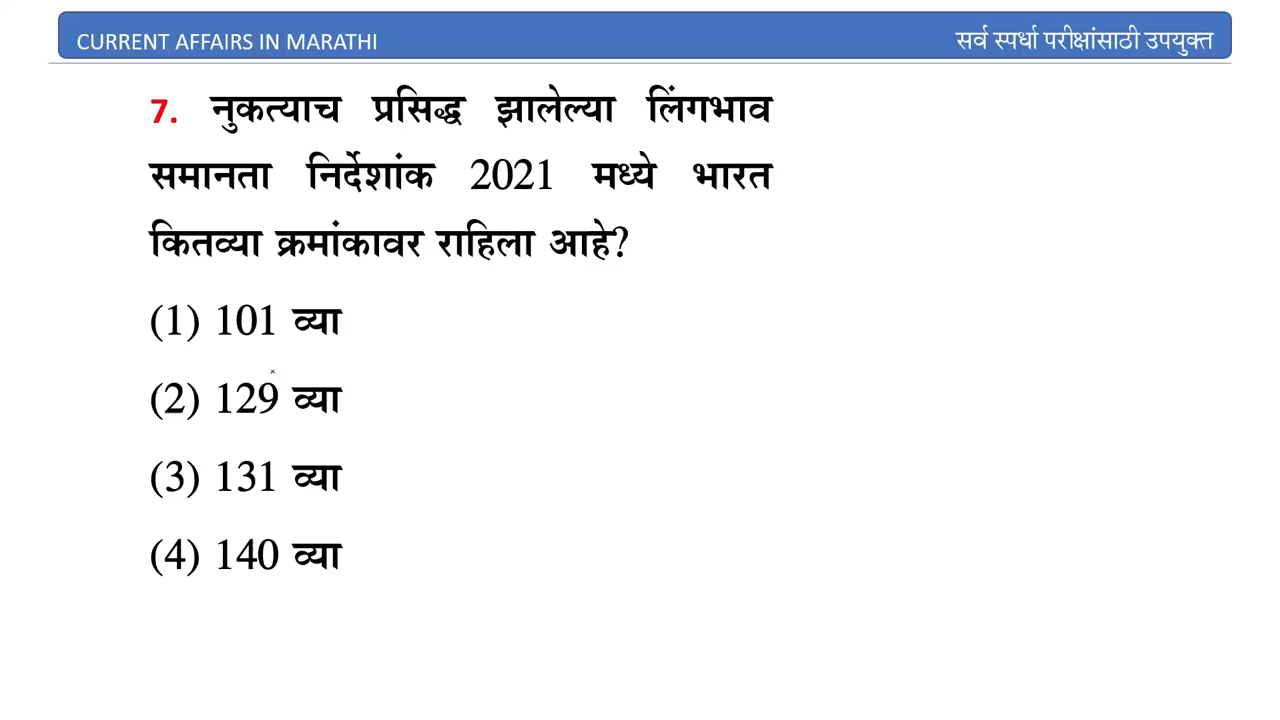 CURRENT AFFAIRS IN MARATHI
सर्व स्पर्धा परीक्षांसाठी उपयुक्त
7. नुकत्याच प्रसिद्ध झालेल्या लिंगभाव
समानता निर्देशांक 2021 मध्ये भारत
कितव्या क्रमांकावर राहिला आहे?
(1) 101 व्या
(2) 129 व्या
(3) 131 व्या
(4) 140 व्या